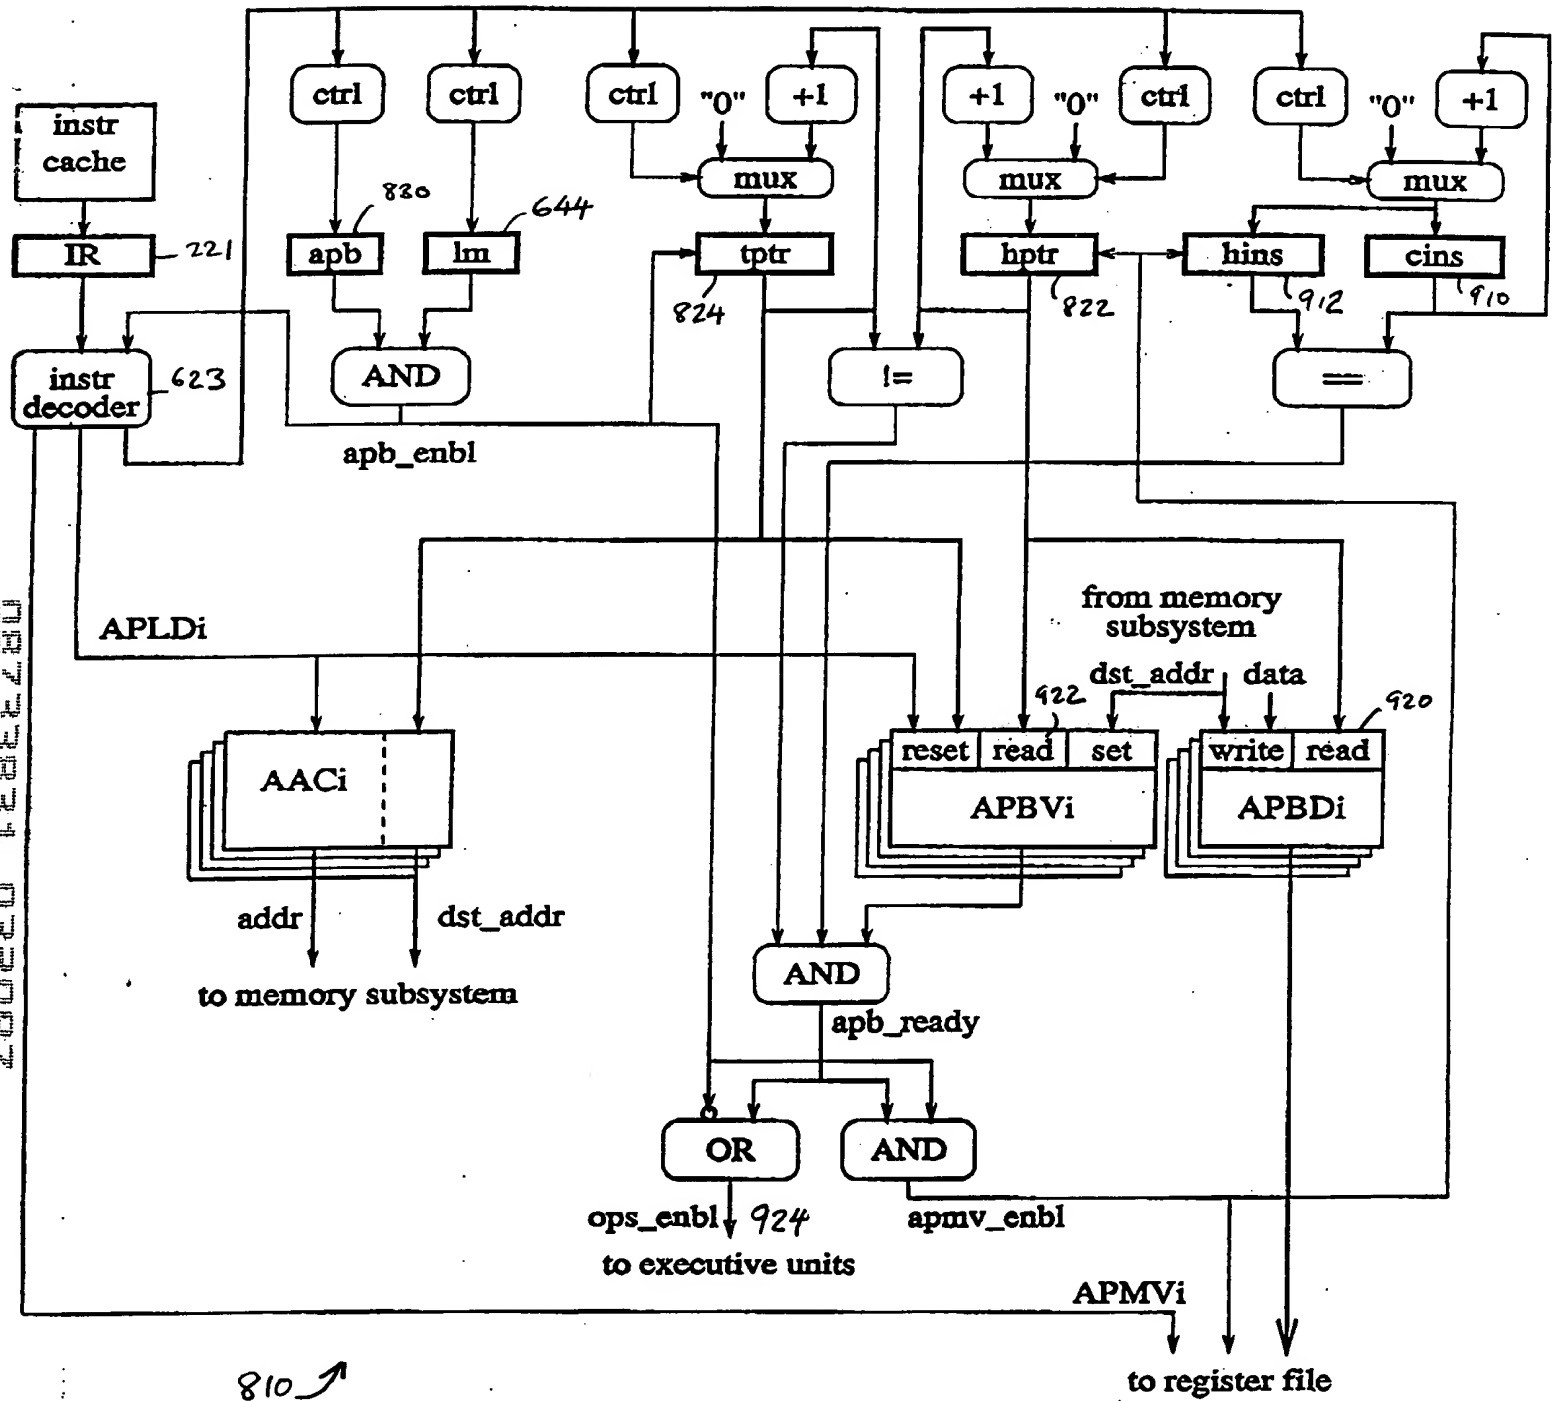 ctrl
ctrl
ctrl
"0"
+1
+1
"0"
ctrl
ctrl
"0"
+1
instr
cache
mux
mux
mux
820
644
IR
221
apb
lm
tptr
hptr
hins
cins
824
822
912
910
instr
decoder
623
AND
!=
==
apb_enbl
APLDi
from memory
subsystem
dst_addr
data
922
920
reset
read
set
write
read
AACi
APBVi
APBDi
addr
dst_addr
to memory subsystem
AND
apb_ready
OR
AND
ops_enbl
924
apmv_enbl
to executive units
APMVi
to register file
810